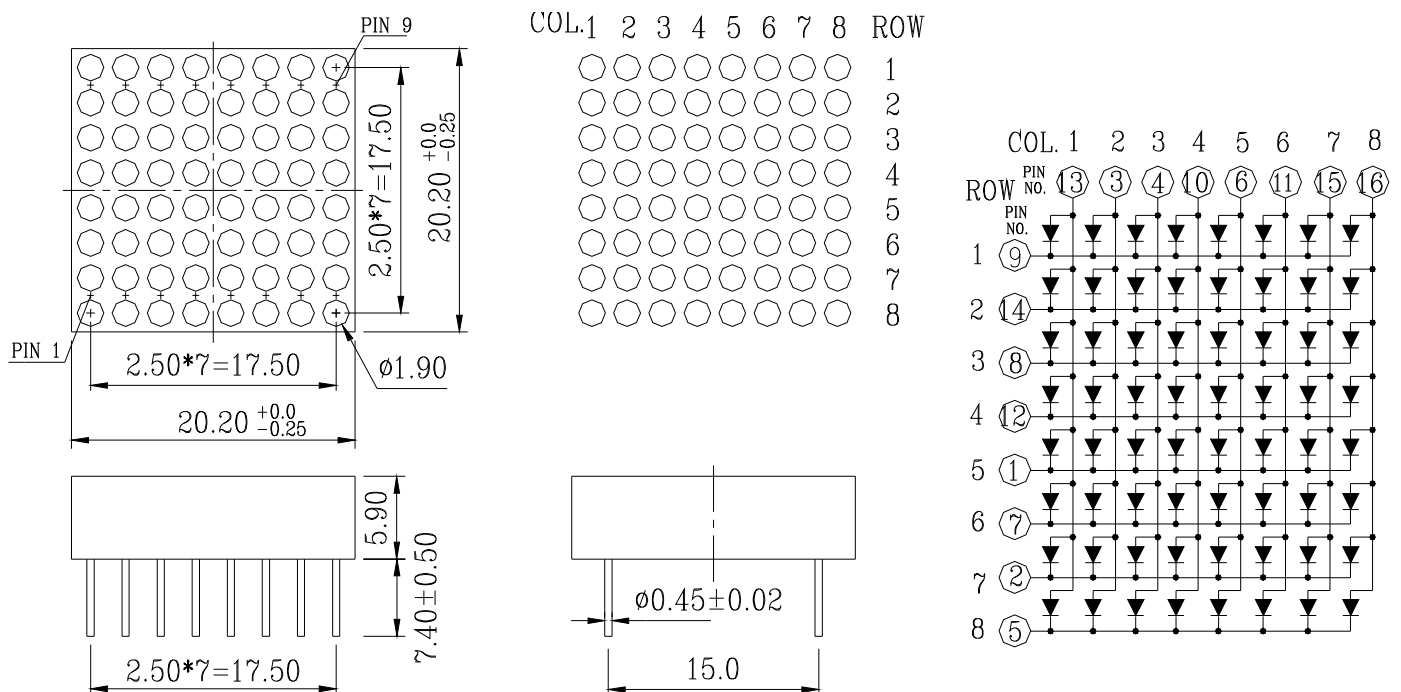 PIN 9
2.50*7=17.50
20.20 +0.0 -0.25
PIN 1
2.50*7=17.50
ø1.90
20.20 +0.0 -0.25
5.90
7.40±0.50
2.50*7=17.50
COL.1 2 3 4 5 6 7 8 ROW
1
2
3
4
5
6
7
8
ø0.45±0.02
15.0
COL. 1 2 3 4 5 6 7 8
ROW PIN NO. 13 3 4 10 6 11 15 16
PIN
NO.
1 9
2 14
3 8
4 12
5 1
6 7
7 2
8 5